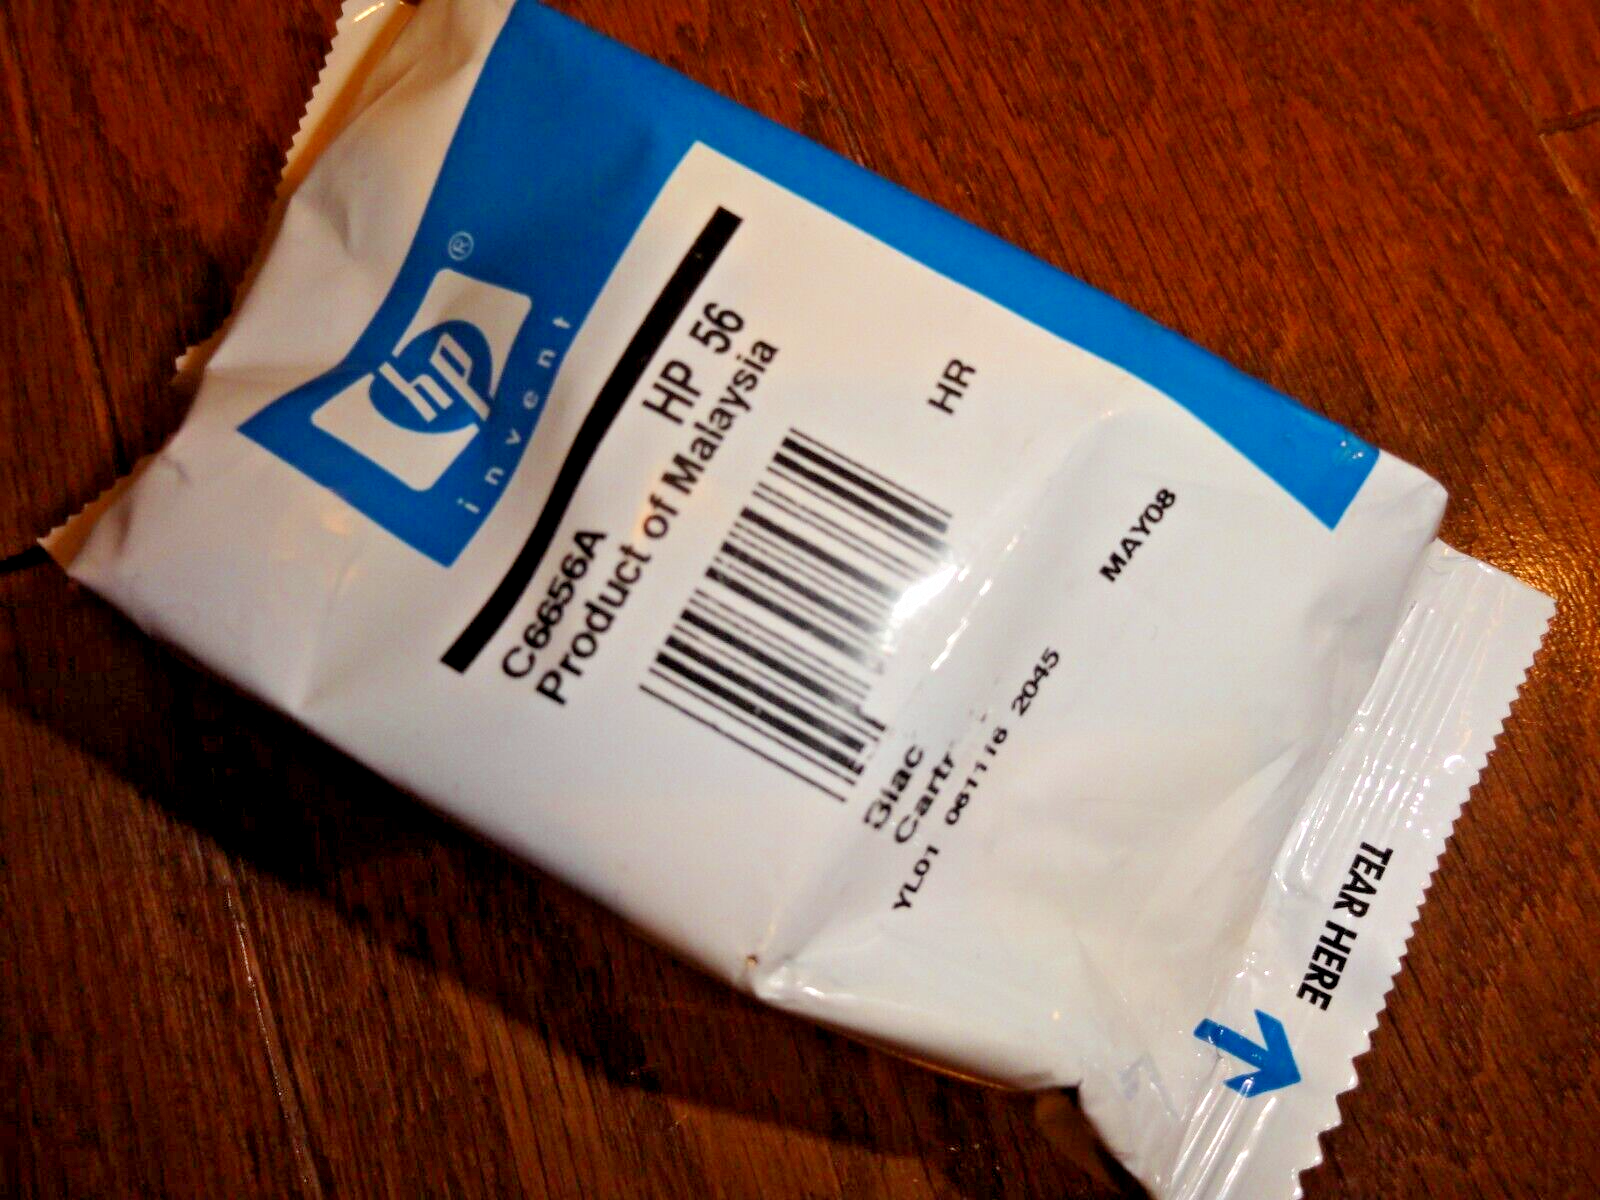 hp®
invent
C6656A HP 56
Product of Malaysia
HR
YL01 061116 2045 MAY08
TEAR HERE